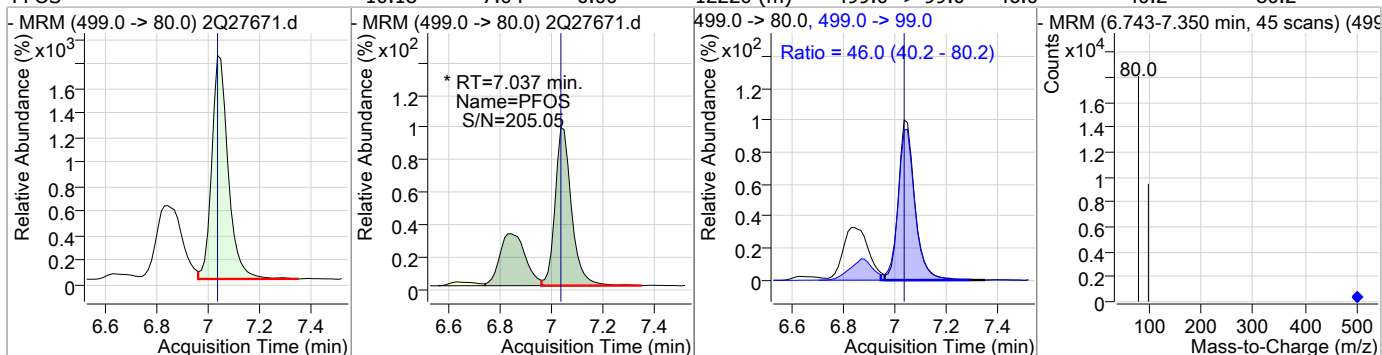 - MRM (499.0 -> 80.0) 2Q27671.d
Relative Abundance (%)
x10³
1.6
1.4
1.2
1
0.8
0.6
0.4
0.2
0
6.6 6.8 7 7.2 7.4
Acquisition Time (min)
- MRM (499.0 -> 80.0) 2Q27671.d
Relative Abundance (%)
x10²
* RT=7.037 min.
Name=PFOS
S/N=205.05
1.2
1
0.8
0.6
0.4
0.2
0
6.6 6.8 7 7.2 7.4
Acquisition Time (min)
499.0 -> 80.0, 499.0 -> 99.0
Relative Abundance (%)
x10²
Ratio = 46.0 (40.2 - 80.2)
1.2
1
0.8
0.6
0.4
0.2
0
6.6 6.8 7 7.2 7.4
Acquisition Time (min)
- MRM (6.743-7.350 min, 45 scans) (499
Counts
x10⁴
80.0
1.6
1.4
1.2
1
0.8
0.6
0.4
0.2
0
100 200 300 400 500
Mass-to-Charge (m/z)